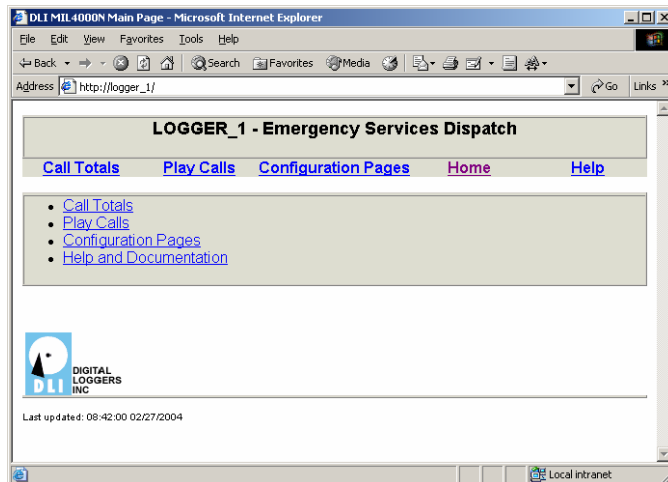 DLI MIL4000N Main Page - Microsoft Internet Explorer
File Edit View Favorites Tools Help
Back Search Favorites Media
Address http://logger_1/ Go Links »
LOGGER_1 - Emergency Services Dispatch
Call Totals Play Calls Configuration Pages Home Help
Call Totals
Play Calls
Configuration Pages
Help and Documentation
DLI DIGITAL
LOGGERS
INC
Last updated: 08:42:00 02/27/2004
Local intranet